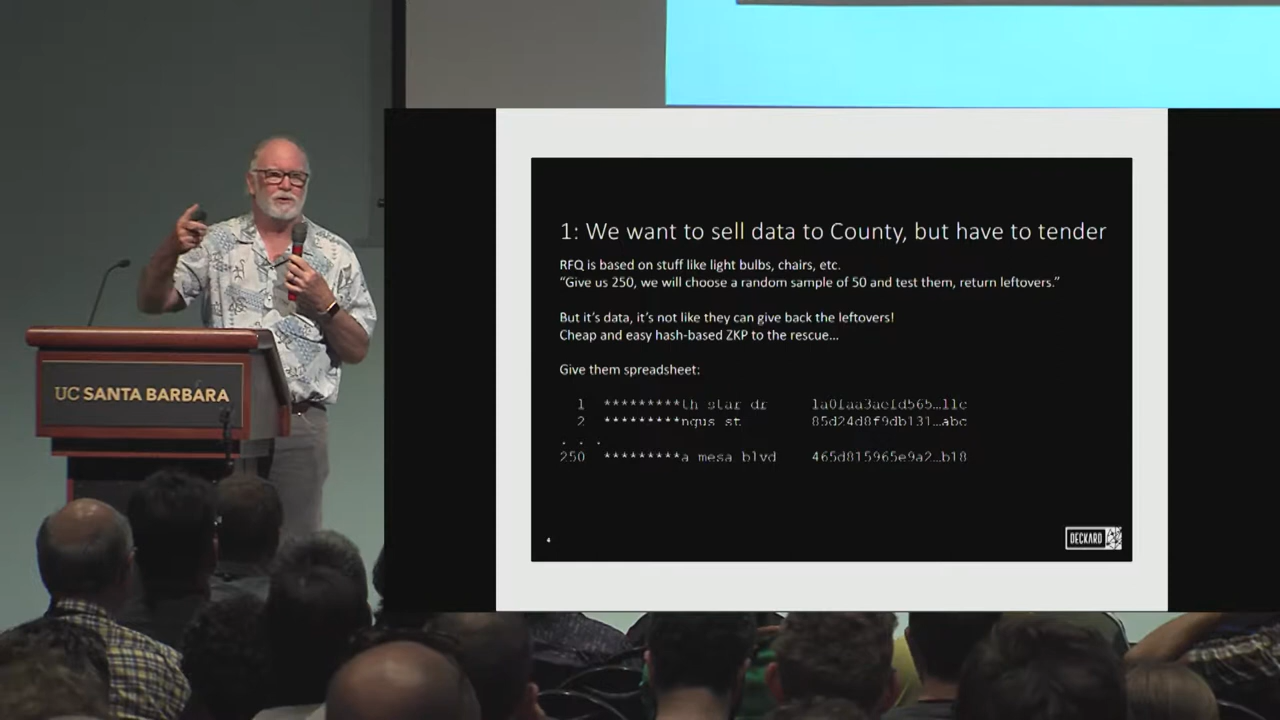 1: We want to sell data to County, but have to tender
RFQ is based on stuff like light bulbs, chairs, etc.
“Give us 250, we will choose a random sample of 50 and test them, return leftovers.”
But it’s data, it’s not like they can give back the leftovers!
Cheap and easy hash-based ZKP to the rescue…
Give them spreadsheet:
1 *********th star dr 1a01aa3aefd565…11c
2 *********ngus st 85d24d8f9db131…abc
. . .
250 *********a mesa blvd 465d815965e9a2…b18
4
DECKARD
UC SANTA BARBARA